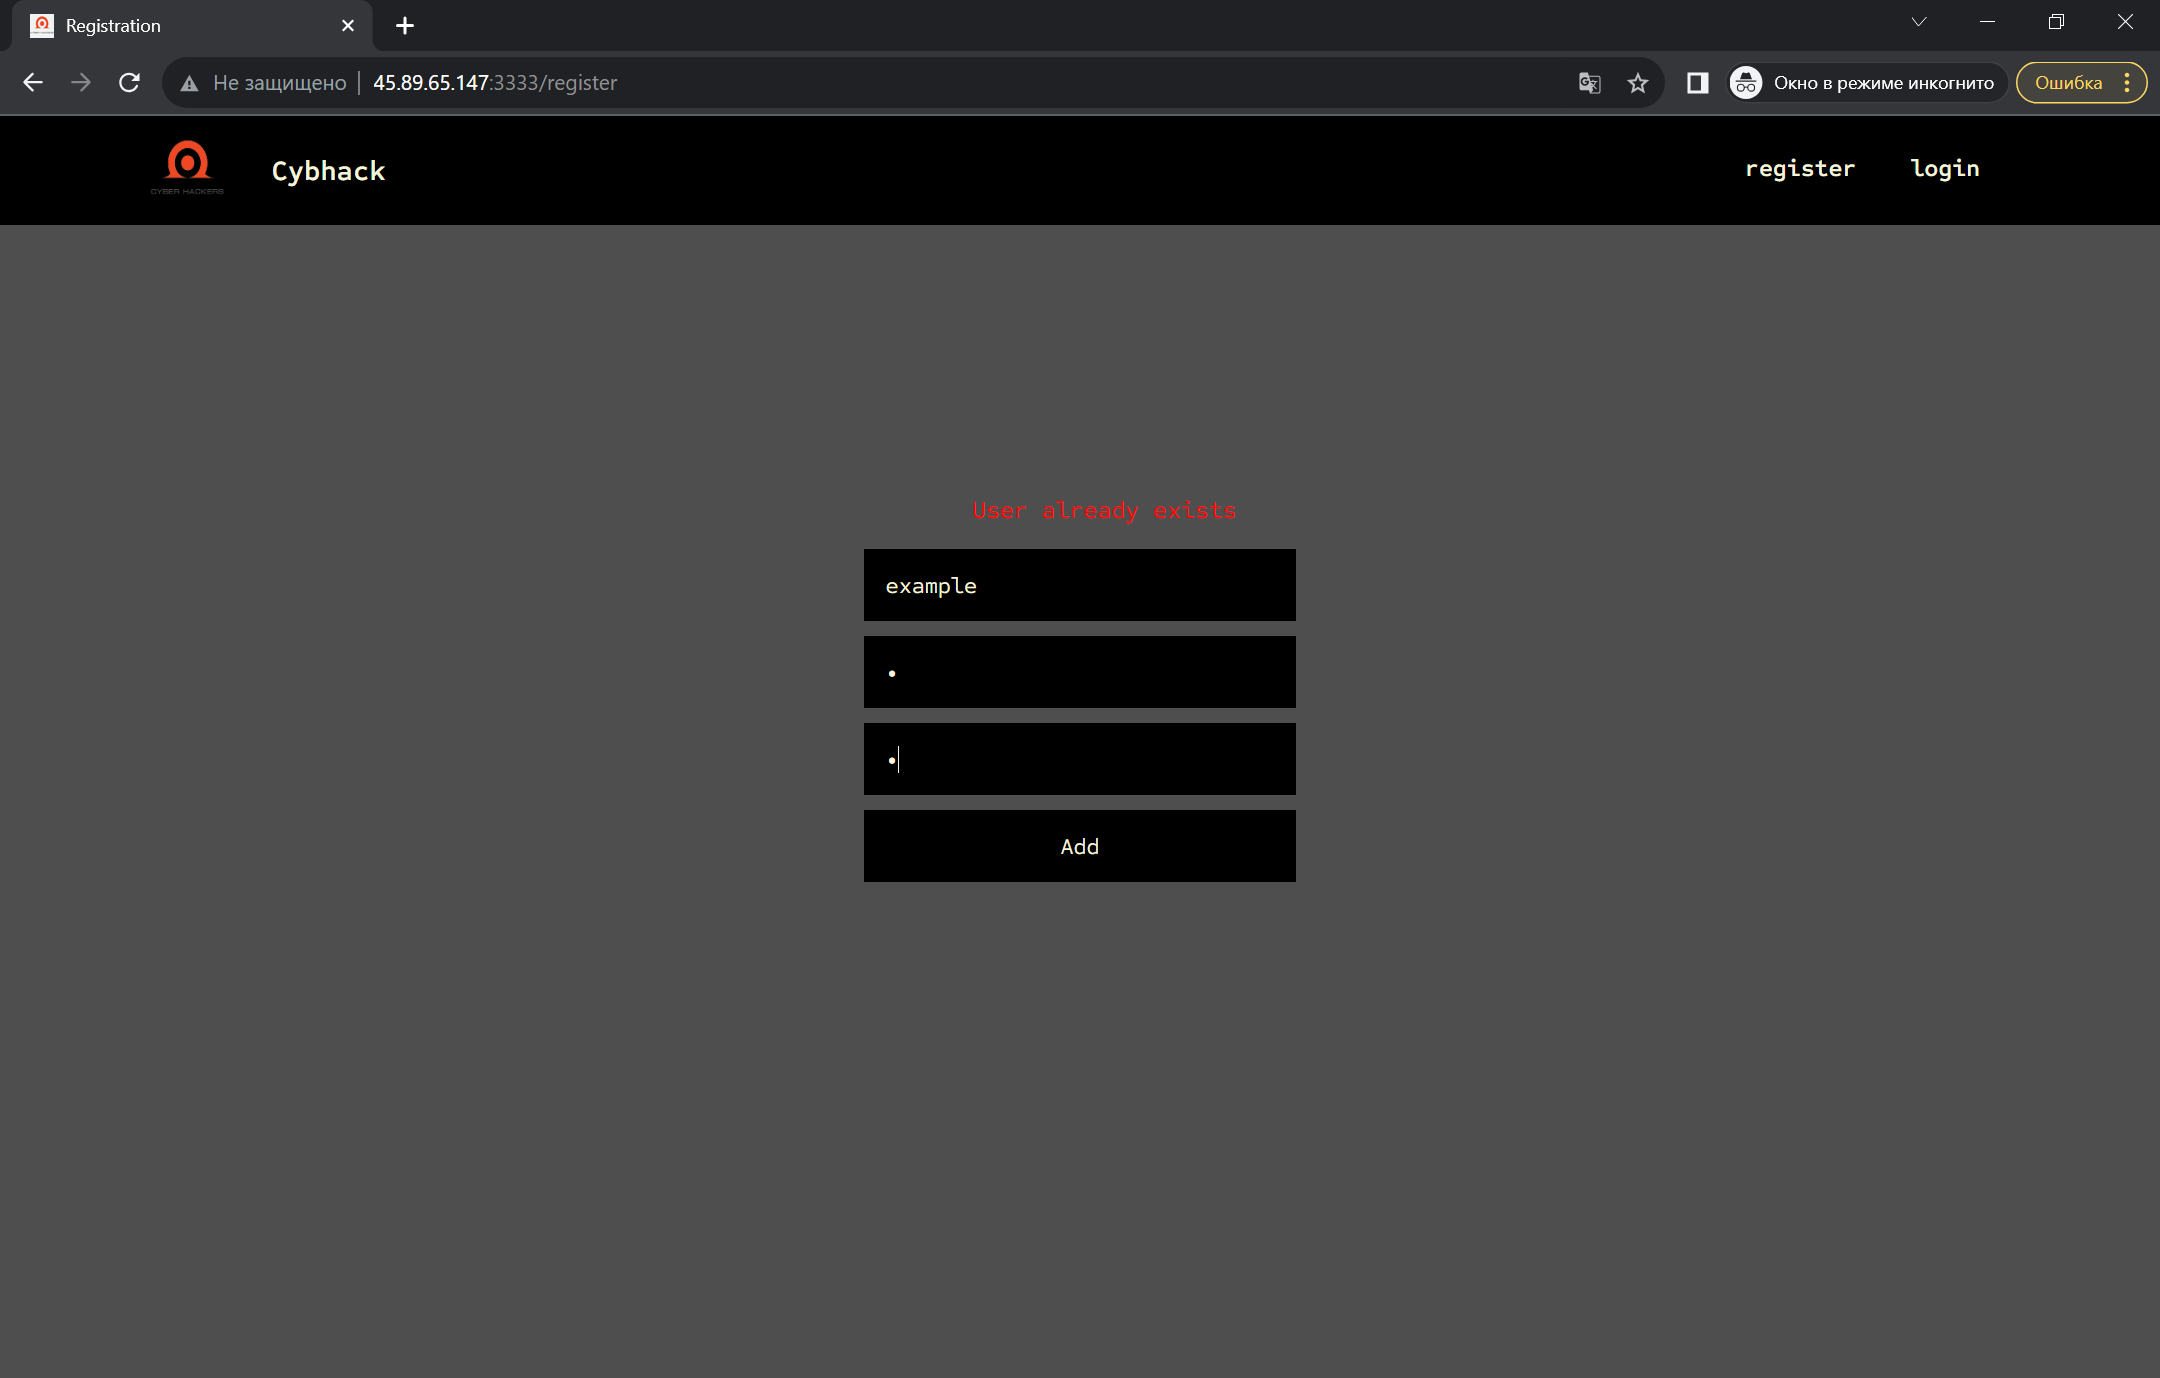 Registration
Не защищено
45.89.65.147:3333/register
Окно в режиме инкогнито
Ошибка
CYBER HACKERS
Cybhack
register
login
User already exists
example
Add